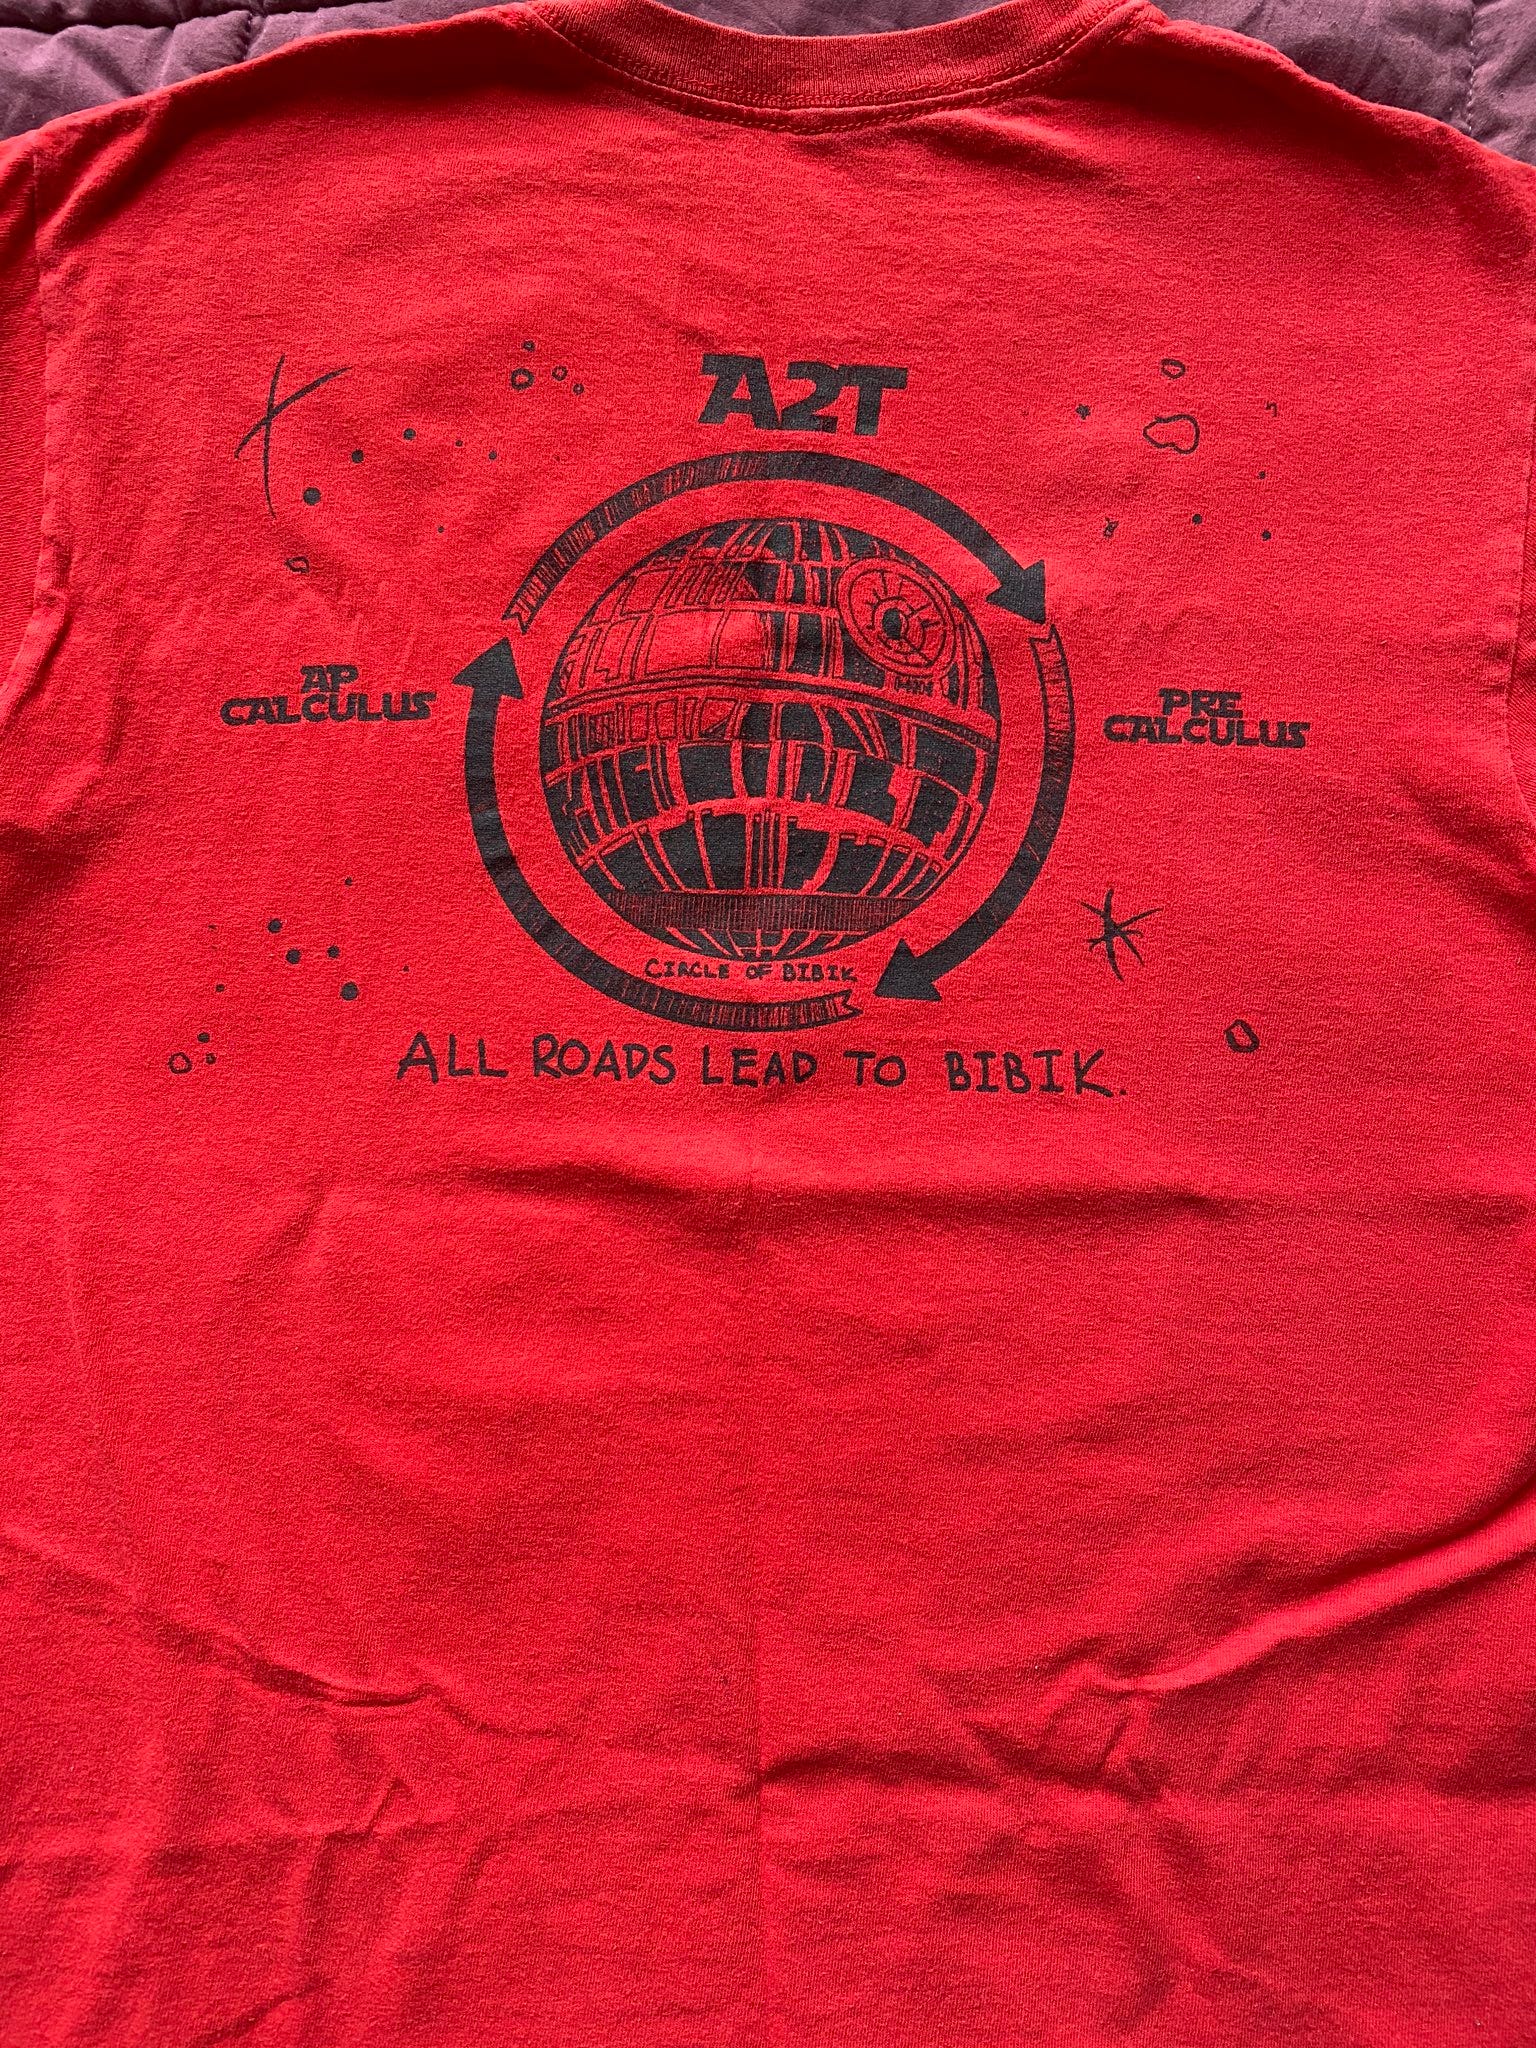 A2T
AP
CALCULUS
PRE
CALCULUS
CIRCLE OF BIBIK
ALL ROADS LEAD TO BIBIK.